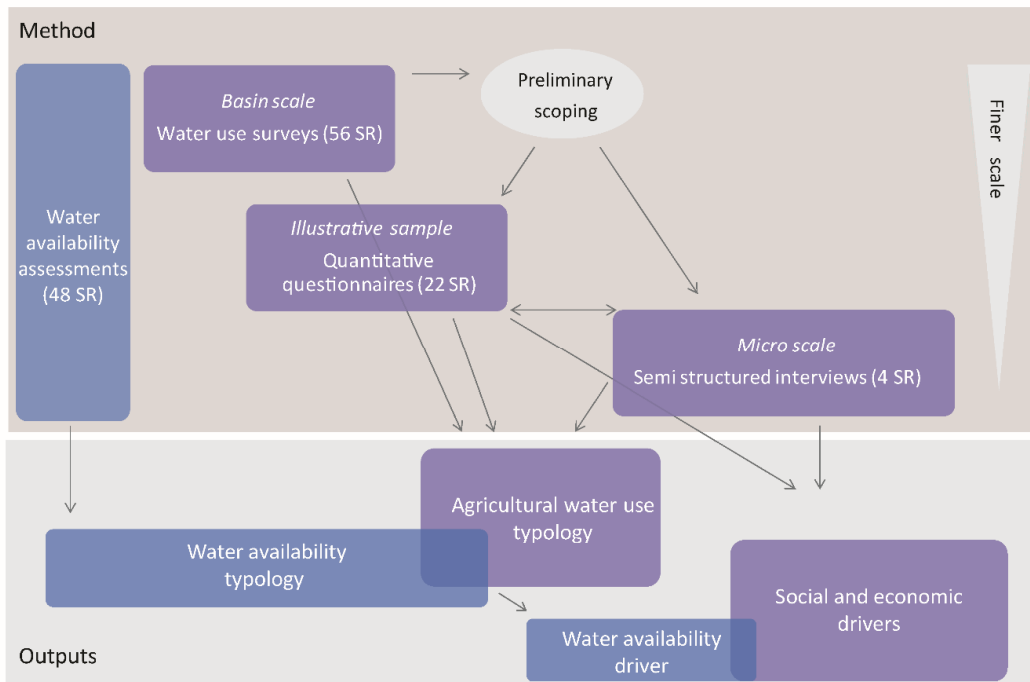 Method
Water
availability
assessments
(48 SR)
Basin scale
Water use surveys (56 SR)
Preliminary
scoping
Finer scale
Illustrative sample
Quantitative
questionnaires (22 SR)
Micro scale
Semi structured interviews (4 SR)
Agricultural water use
typology
Water availability
typology
Social and economic
drivers
Water availability
driver
Outputs